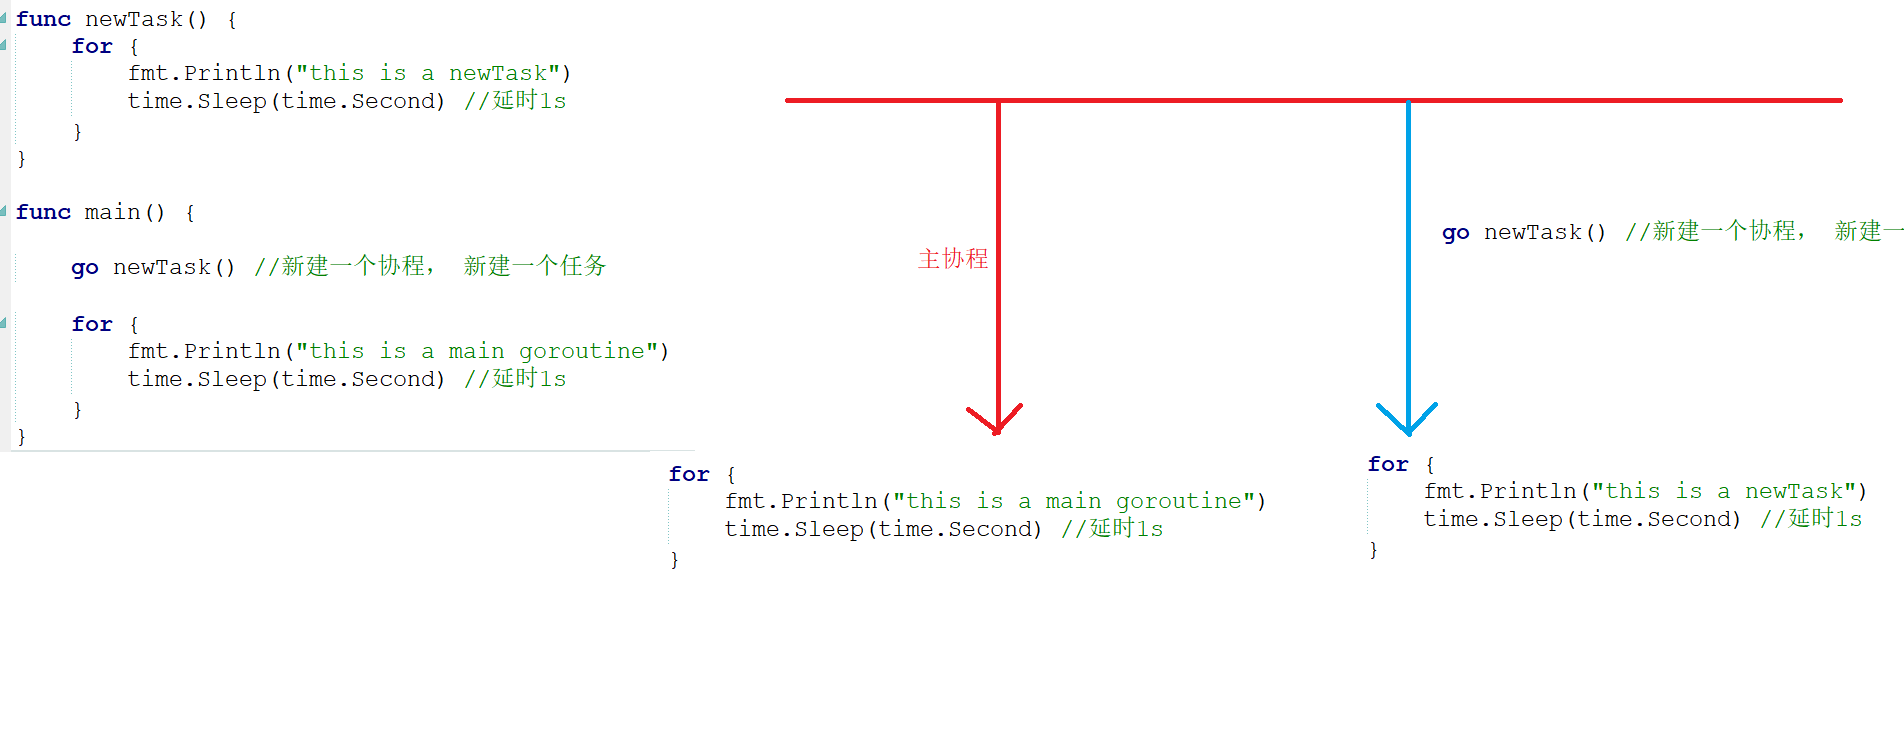 func newTask() {
    for {
        fmt.Println("this is a newTask")
        time.Sleep(time.Second) //延时1s
    }
}
func main() {
    go newTask() //新建一个协程， 新建一个任务
    for {
        fmt.Println("this is a main goroutine")
        time.Sleep(time.Second) //延时1s
    }
}
主协程
for {
    fmt.Println("this is a main goroutine")
    time.Sleep(time.Second) //延时1s
}
go newTask() //新建一个协程， 新建一
for {
    fmt.Println("this is a newTask")
    time.Sleep(time.Second) //延时1s
}